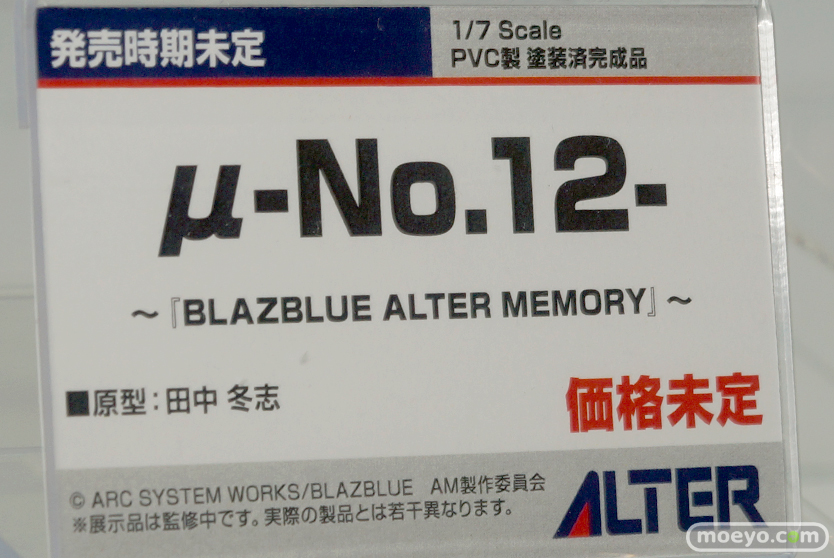 発売時期未定
1/7 Scale
PVC製 塗装済完成品
μ-No.12-
～『BLAZBLUE ALTER MEMORY』～
■原型：田中 冬志
価格未定
© ARC SYSTEM WORKS/BLAZBLUE AM製作委員会
※展示品は監修中です。実際の製品とは若干異なります。
ALTER
moeyo.com